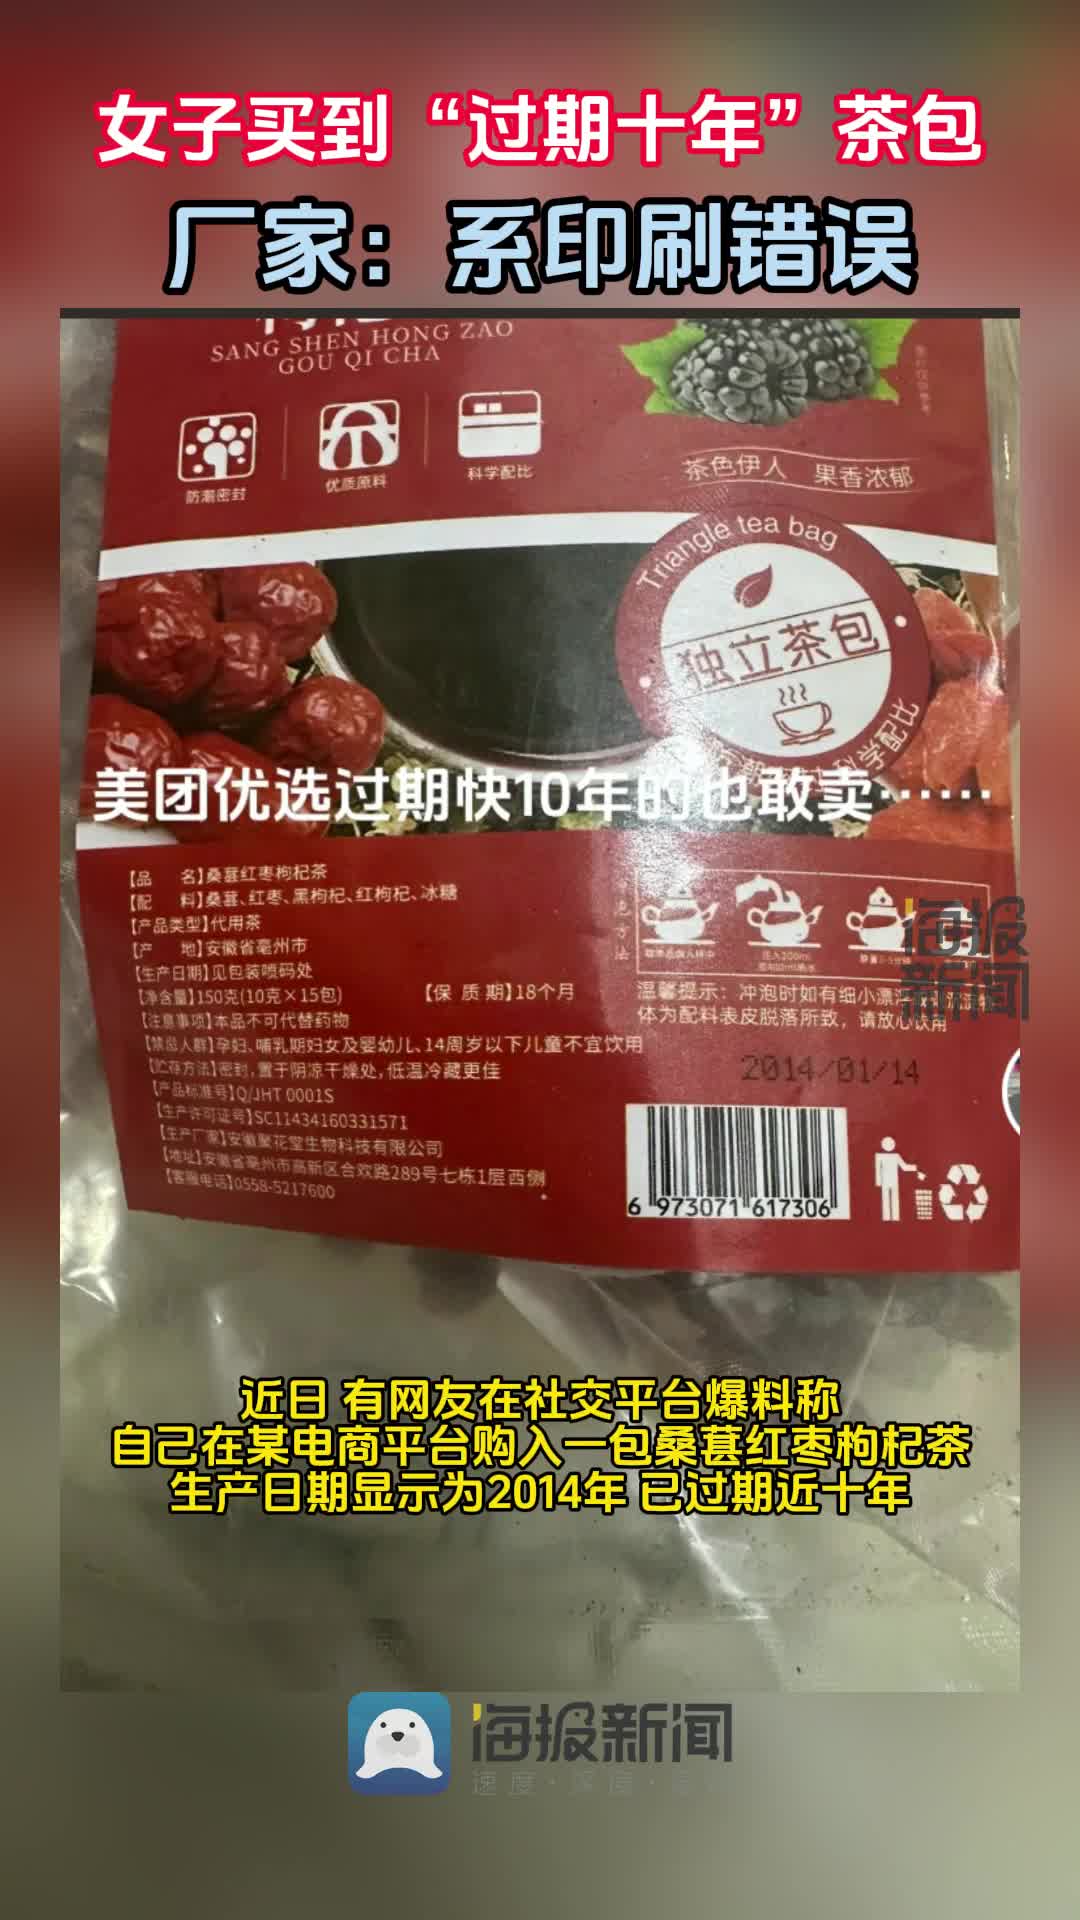 女子买到“过期十年”茶包
厂家：系印刷错误
SANG SHEN HONG ZAO
GOU QI CHA
防潮密封
优质原料
科学配比
茶色伊人 果香浓郁
Triangle tea bag
独立茶包
学配比
美团优选过期快10年的也敢卖……
【品 名】桑葚红枣枸杞茶
【配 料】桑葚、红枣、黑枸杞、红枸杞、冰糖
【产品类型】代用茶
【产 地】安徽省亳州市
【生产日期】见包装喷码处
【净含量】150克(10克×15包) 【保 质 期】18个月
【注意事项】本品不可代替药物
【禁忌人群】孕妇、哺乳期妇女及婴幼儿、14周岁以下儿童不宜饮用
【贮存方法】密封,置于阴凉干燥处,低温冷藏更佳
【产品标准号】Q/JHT 0001S
【生产许可证号】SC11434160331571
【生产厂家】安徽聚花堂生物科技有限公司
【地址】安徽省亳州市高新区合欢路289号七栋1层西侧
【客服电话】0558-5217600
温馨提示：冲泡时如有细小漂浮
体为配料表皮脱落所致，请放心饮用
2014/01/14
6 973071 617306
海报
新闻
近日 有网友在社交平台爆料称
自己在某电商平台购入一包桑葚红枣枸杞茶
生产日期显示为2014年 已过期近十年
海报新闻
速度·深度·